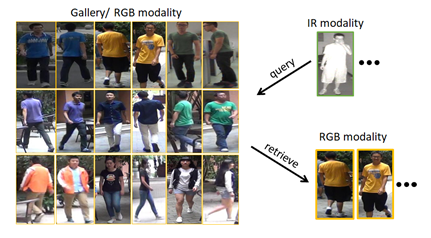 Gallery/ RGB modality
IR modality
query
RGB modality
retrieve